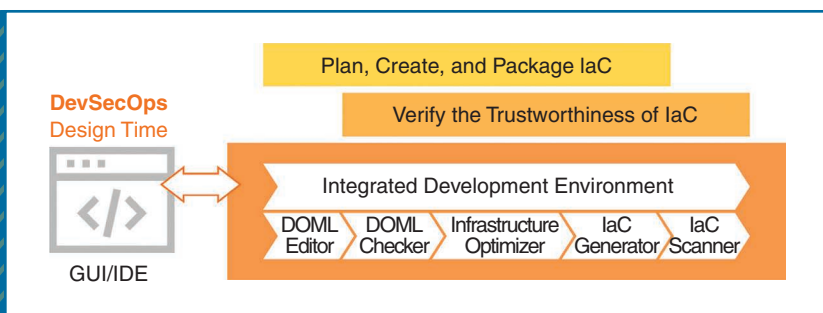 Plan, Create, and Package IaC
Verify the Trustworthiness of IaC
DevSecOps
Design Time
</>
GUI/IDE
Integrated Development Environment
DOML Editor
DOML Checker
Infrastructure Optimizer
IaC Generator
IaC Scanner